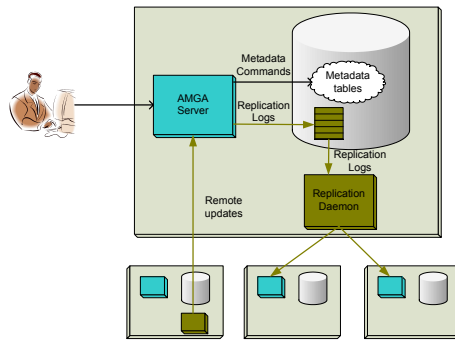 Metadata
Commands
Metadata
tables
AMGA
Server
Replication
Logs
Replication
Logs
Remote
updates
Replication
Daemon